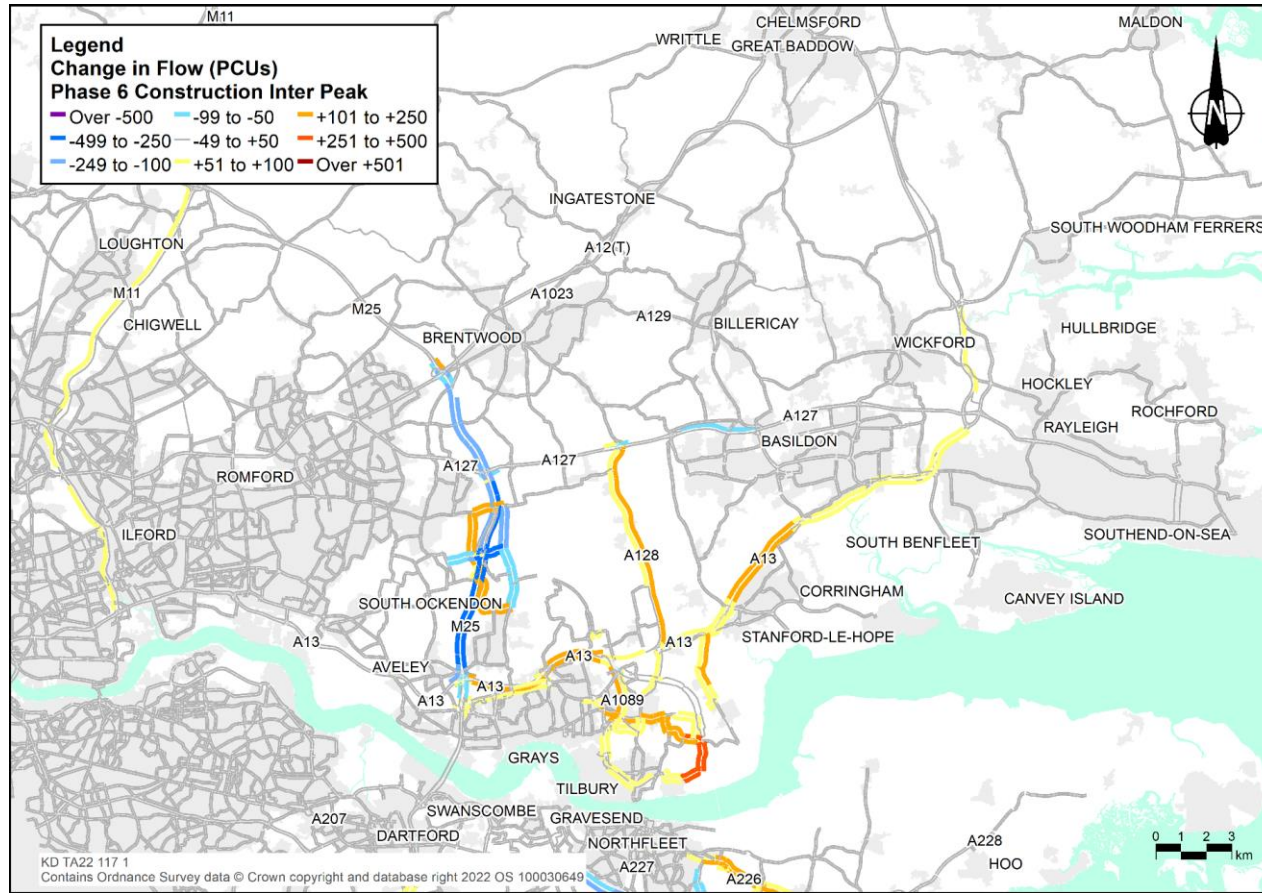 M11
CHELMSFORD
MALDON
WRITTLE
GREAT BADDOW
Legend
Change in Flow (PCUs)
Phase 6 Construction Inter Peak
Over -500
-99 to -50
+101 to +250
-499 to -250
-49 to +50
+251 to +500
-249 to -100
+51 to +100
Over +501
N
INGATESTONE
SOUTH WOODHAM FERRERS
LOUGHTON
A12(T)
M11
A1023
M25
CHIGWELL
A129
BILLERICAY
HULLBRIDGE
BRENTWOOD
WICKFORD
HOCKLEY
A127
ROCHFORD
BASILDON
RAYLEIGH
A127
A127
ROMFORD
ILFORD
SOUTHEND-ON-SEA
SOUTH BENFLEET
A128
A13
CORRINGHAM
CANVEY ISLAND
SOUTH OCKENDON
M25
STANFORD-LE-HOPE
A13
A13
A13
AVELEY
A13
A13
A1089
GRAYS
TILBURY
SWANSCOMBE
GRAVESEND
A207
DARTFORD
NORTHFLEET
A228
0 1 2 3
km
HOO
A227
A226
KD TA22 117 1
Contains Ordnance Survey data © Crown copyright and database right 2022 OS 100030649